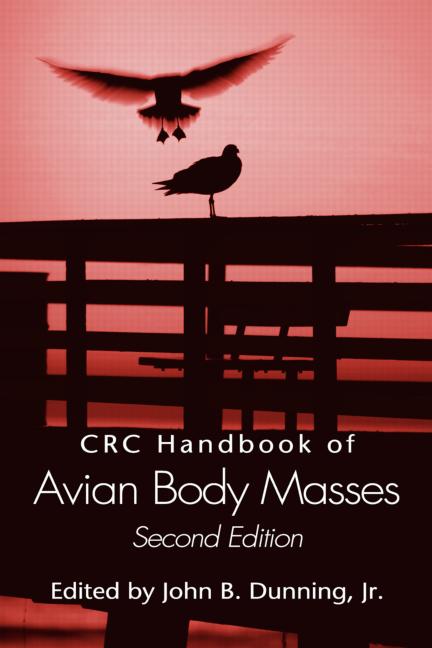 CRC Handbook of
Avian Body Masses
Second Edition
Edited by John B. Dunning, Jr.